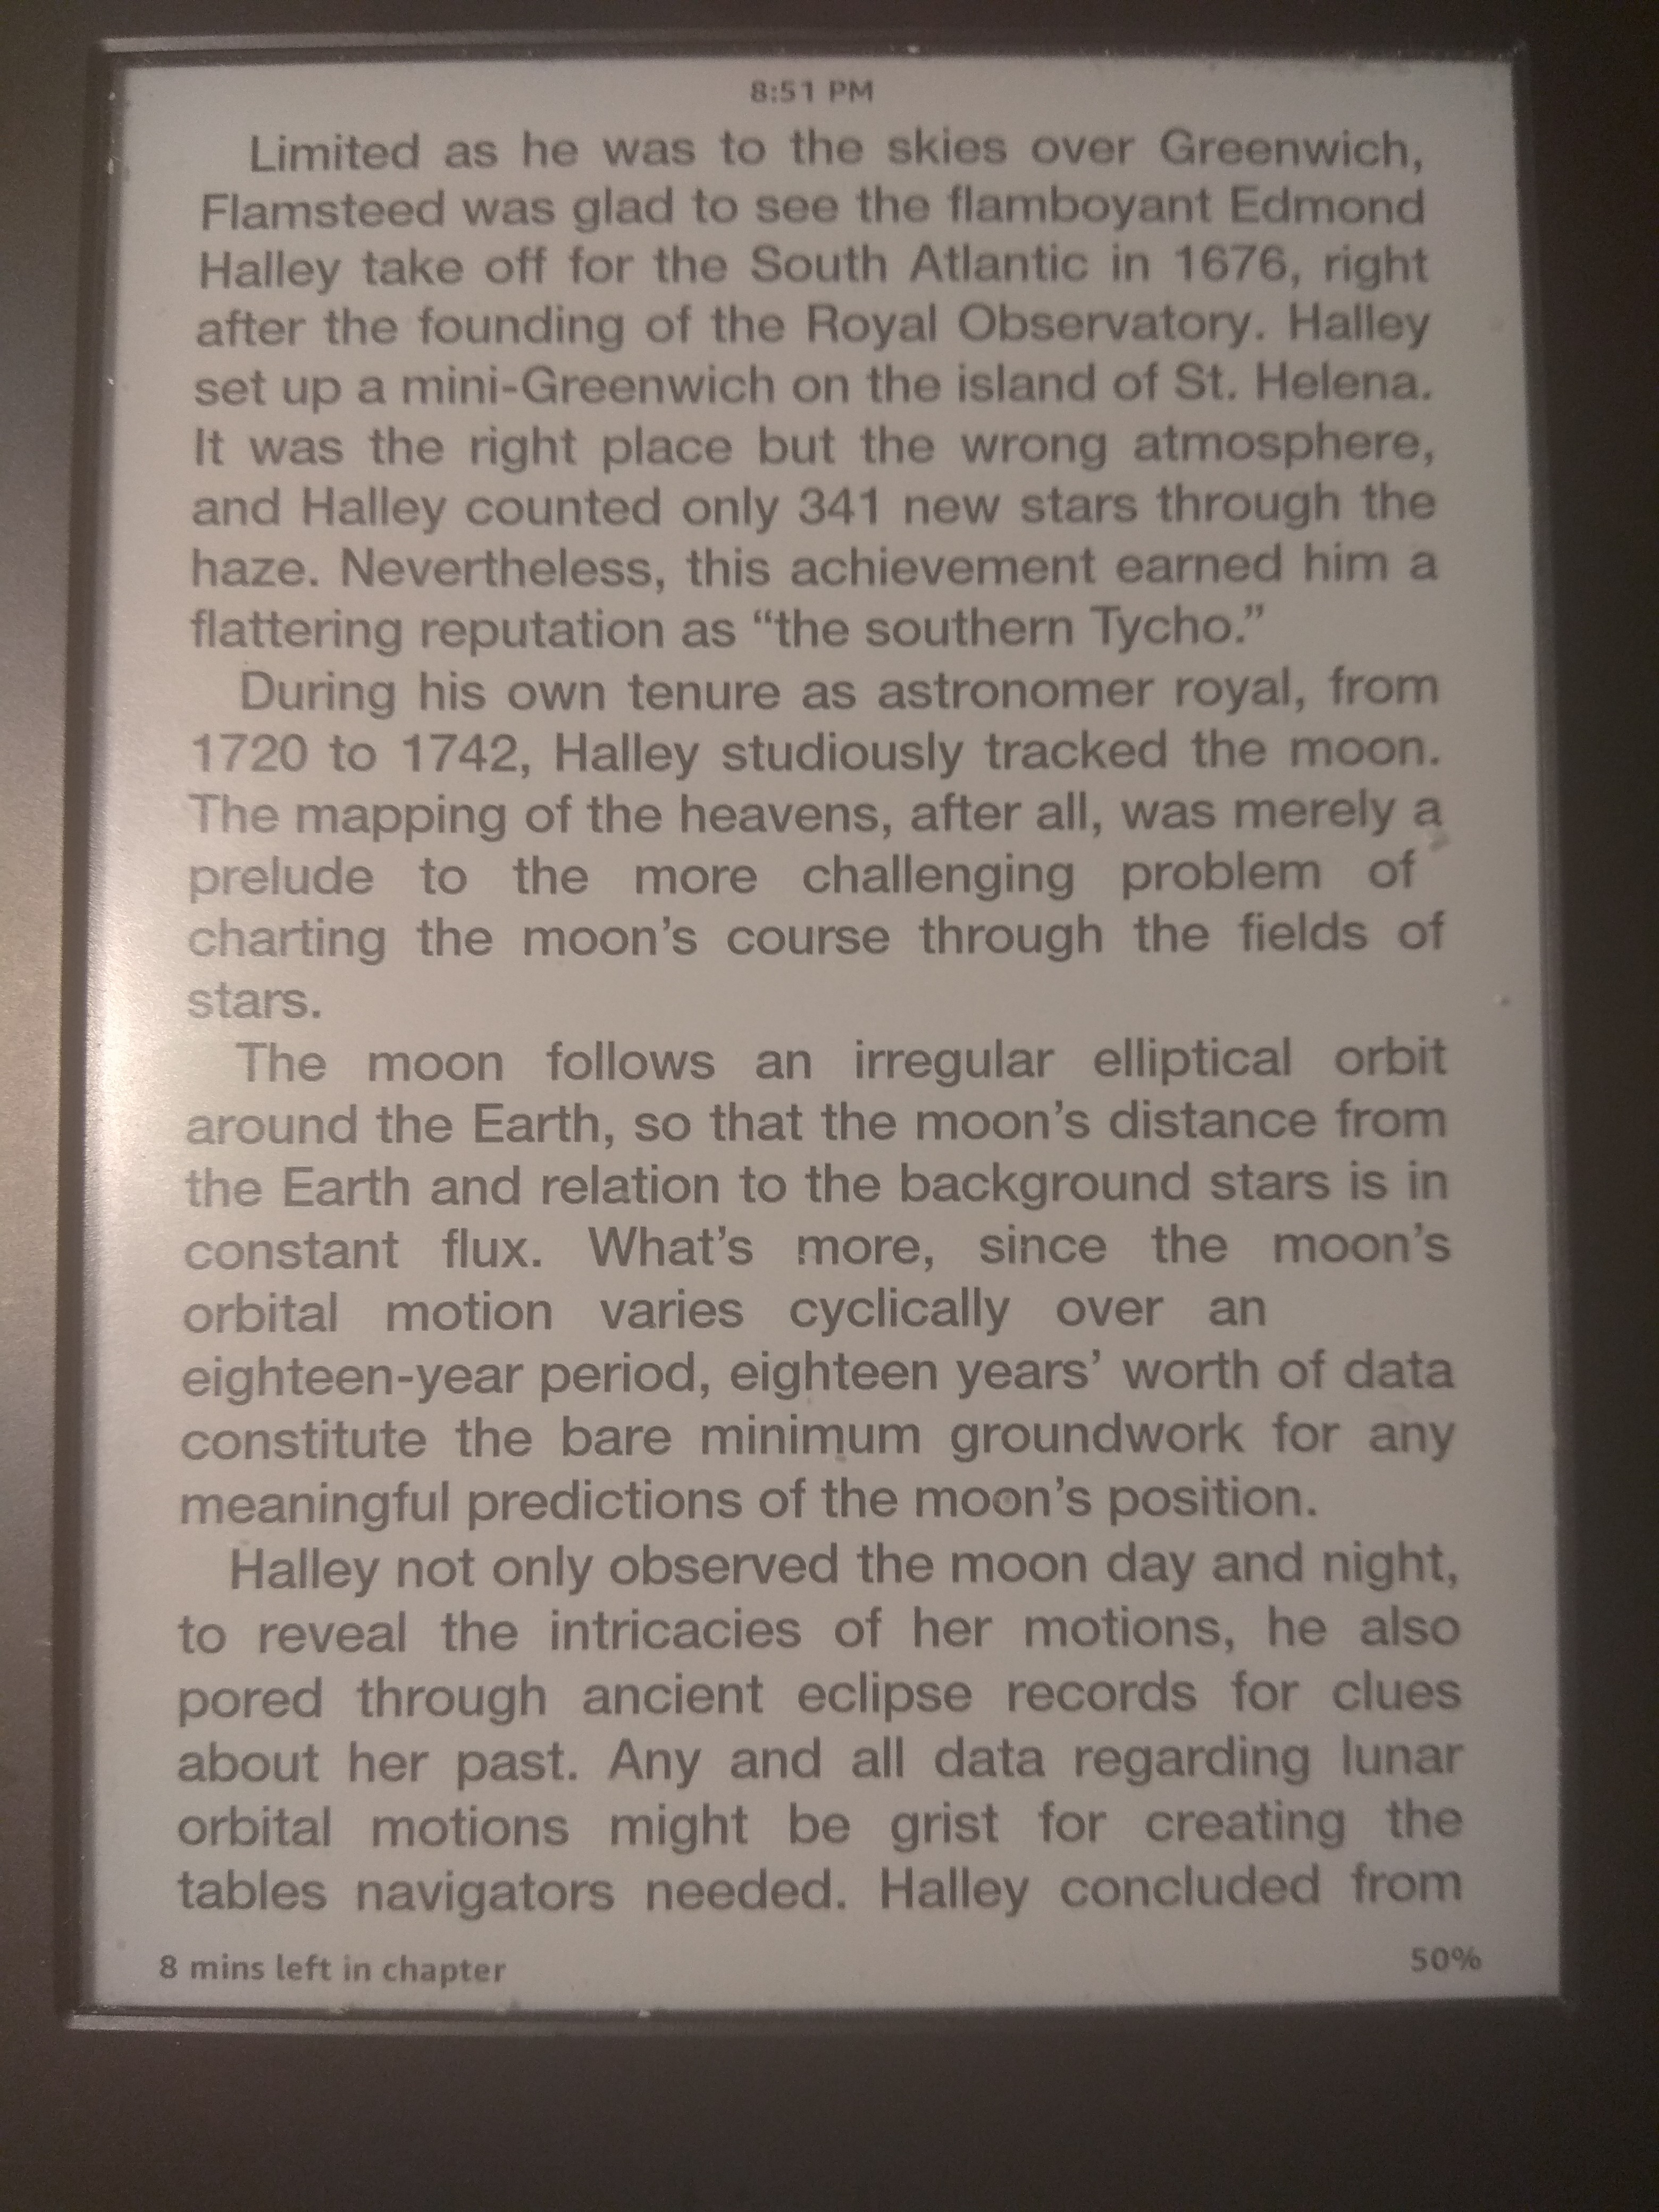 8:51 PM
Limited as he was to the skies over Greenwich,
Flamsteed was glad to see the flamboyant Edmond
Halley take off for the South Atlantic in 1676, right
after the founding of the Royal Observatory. Halley
set up a mini-Greenwich on the island of St. Helena.
It was the right place but the wrong atmosphere,
and Halley counted only 341 new stars through the
haze. Nevertheless, this achievement earned him a
flattering reputation as “the southern Tycho.”
During his own tenure as astronomer royal, from
1720 to 1742, Halley studiously tracked the moon.
The mapping of the heavens, after all, was merely a
prelude to the more challenging problem of
charting the moon’s course through the fields of
stars.
The moon follows an irregular elliptical orbit
around the Earth, so that the moon’s distance from
the Earth and relation to the background stars is in
constant flux. What’s more, since the moon’s
orbital motion varies cyclically over an
eighteen-year period, eighteen years’ worth of data
constitute the bare minimum groundwork for any
meaningful predictions of the moon’s position.
Halley not only observed the moon day and night,
to reveal the intricacies of her motions, he also
pored through ancient eclipse records for clues
about her past. Any and all data regarding lunar
orbital motions might be grist for creating the
tables navigators needed. Halley concluded from
8 mins left in chapter
50%